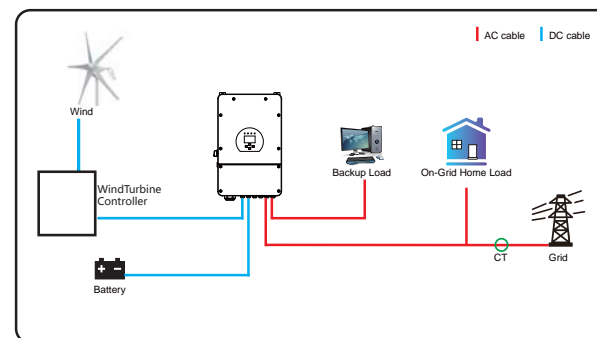 AC cable
DC cable
Wind
WindTurbine
Controller
Backup Load
On-Grid Home Load
Battery
CT
Grid